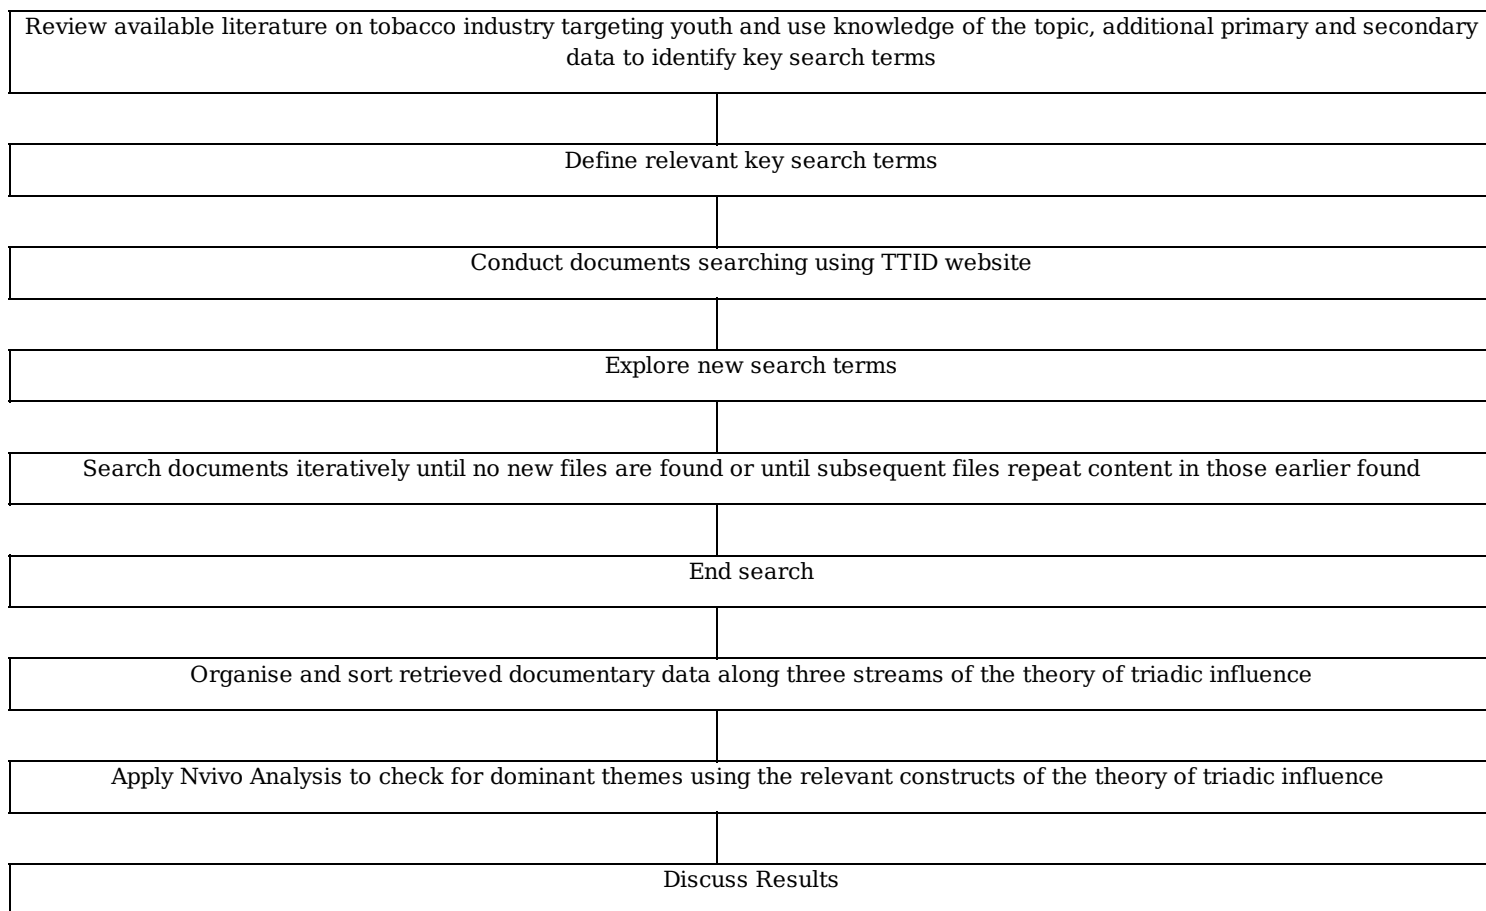 Review available literature on tobacco industry targeting youth and use knowledge of the topic, additional primary and secondary
data to identify key search terms
Define relevant key search terms
Conduct documents searching using TTID website
Explore new search terms
Search documents iteratively until no new files are found or until subsequent files repeat content in those earlier found
End search
Organise and sort retrieved documentary data along three streams of the theory of triadic influence
Apply Nvivo Analysis to check for dominant themes using the relevant constructs of the theory of triadic influence
Discuss Results